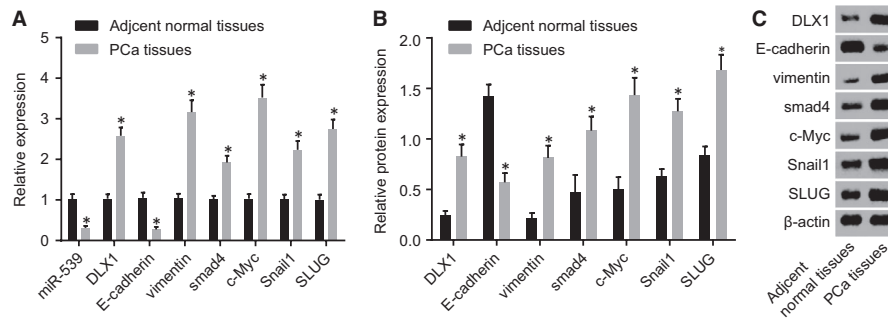 A
Adjcent normal tissues
PCa tissues
Relative expression
5
4
3
2
1
0
* * * * * * * *
miR-539
DLX1
E-cadherin
vimentin
smad4
c-Myc
Snail1
SLUG
B
Adjcent normal tissues
PCa tissues
Relative protein expression
2.0
1.5
1.0
0.5
0.0
* * * * * * *
DLX1
E-cadherin
vimentin
smad4
c-Myc
Snail1
SLUG
C
DLX1
E-cadherin
vimentin
smad4
c-Myc
Snail1
SLUG
β-actin
Adjcent
normal tissues
PCa tissues